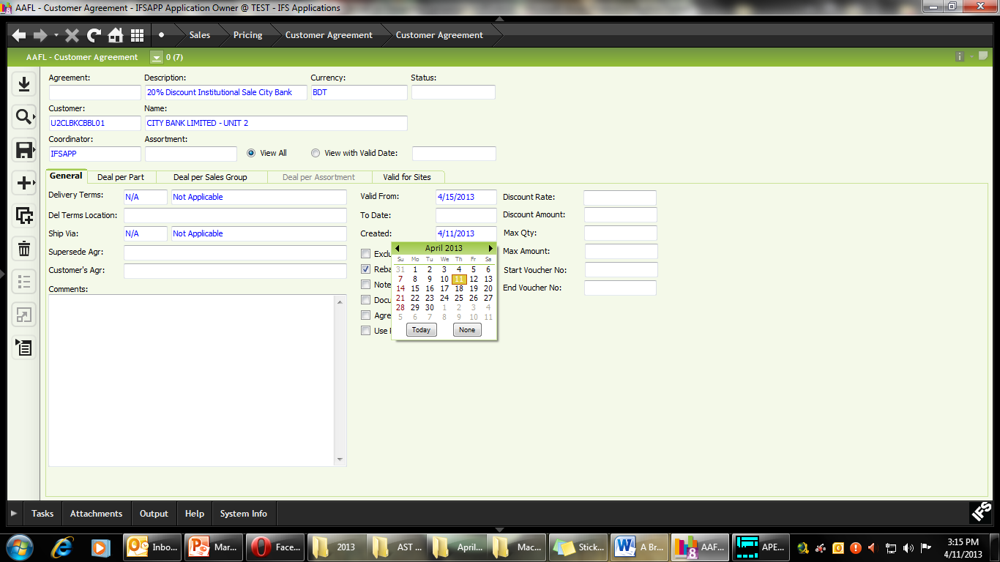 AAFL - Customer Agreement - IFSAPP Application Owner @ TEST - IFS Applications
Sales Pricing Customer Agreement Customer Agreement
AAFL - Customer Agreement 0 (7)
Agreement: Description: Currency: Status:
20% Discount Institutional Sale City Bank BDT
Customer: Name:
U2CLBKCBBL01 CITY BANK LIMITED - UNIT 2
Coordinator: Assortment:
IFSAPP View All View with Valid Date:
General Deal per Part Deal per Sales Group Deal per Assortment Valid for Sites
Delivery Terms: N/A Not Applicable Valid From: 4/15/2013 Discount Rate:
Del Terms Location: To Date: Discount Amount:
Ship Via: N/A Not Applicable Created: 4/11/2013 Max Qty:
Supersede Agr: Exclu Max Amount:
Customer's Agr: Reba Start Voucher No:
Comments: Note End Voucher No:
Docu
Agre
Use
April 2013
Su Mo Tu We Th Fr Sa
31 1 2 3 4 5 6
7 8 9 10 11 12 13
14 15 16 17 18 19 20
21 22 23 24 25 26 27
28 29 30 1 2 3 4
5 6 7 8 9 10 11
Today None
Tasks Attachments Output Help System Info IFS
Inbo... Mar... Face... 2013 AST ... April... Mac... Stick... A Br... 8 AAF... APE...
3:15 PM
4/11/2013